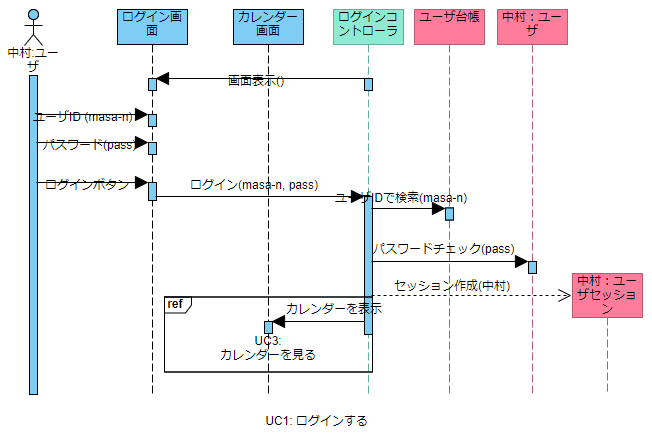 ログイン画
面
カレンダー
画面
ログインコ
ントローラ
ユーザ台帳
中村：ユー
ザ
中村:ユー
ザ
画面表示()
ユーザID (masa-n)
パスワード(pass)
ログインボタン
ログイン(masa-n, pass)
ユーザIDで検索(masa-n)
パスワードチェック(pass)
セッション作成(中村)
中村：ユー
ザセッショ
ン
ref
カレンダーを表示
UC3:
カレンダーを見る
UC1: ログインする